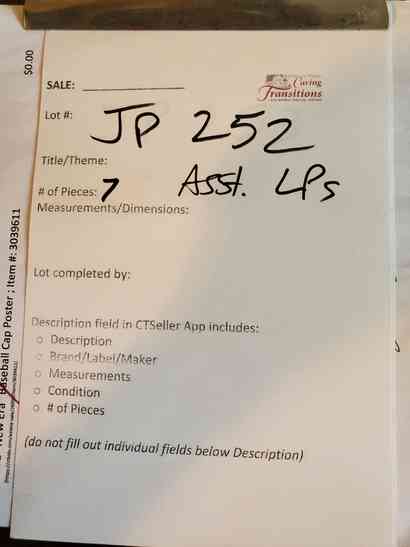 SALE:
Caring
Transitions
Lot #: JP 252
Title/Theme: Asst. LPs
# of Pieces: 7
Measurements/Dimensions:
Lot completed by:
Description field in CTSeller App includes:
○ Description
○ Brand/Label/Maker
○ Measurements
○ Condition
○ # of Pieces
(do not fill out individual fields below Description)
$0.00
New Era Baseball Cap Poster ; Item #: 3039611